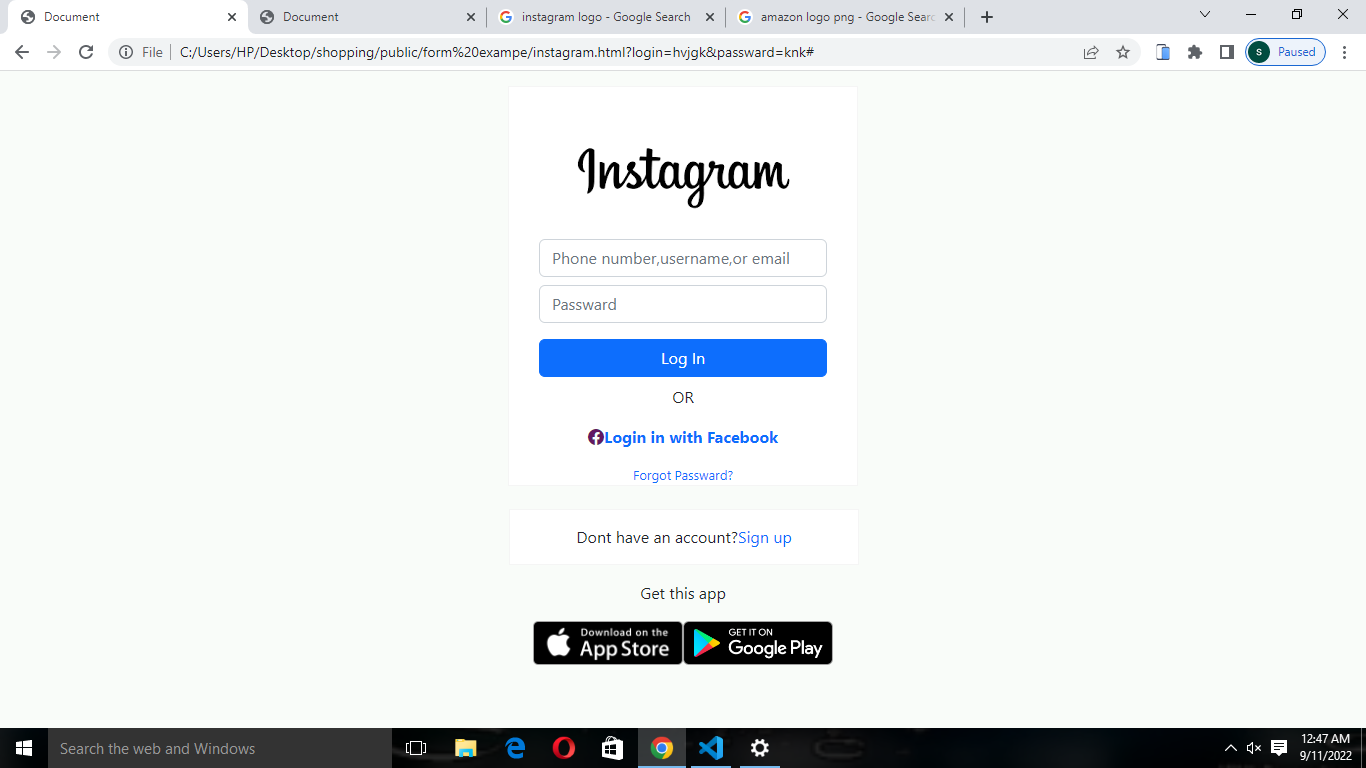 Document
Document
instagram logo - Google Search
amazon logo png - Google Sear
File
C:/Users/HP/Desktop/shopping/public/form%20exampe/instagram.html?login=hvjgk&passward=knk#
S
Paused
Instagram
Phone number,username,or email
Passward
Log In
OR
Login in with Facebook
Forgot Passward?
Dont have an account?Sign up
Get this app
Download on the
App Store
GET IT ON
Google Play
Search the web and Windows
12:47 AM
9/11/2022